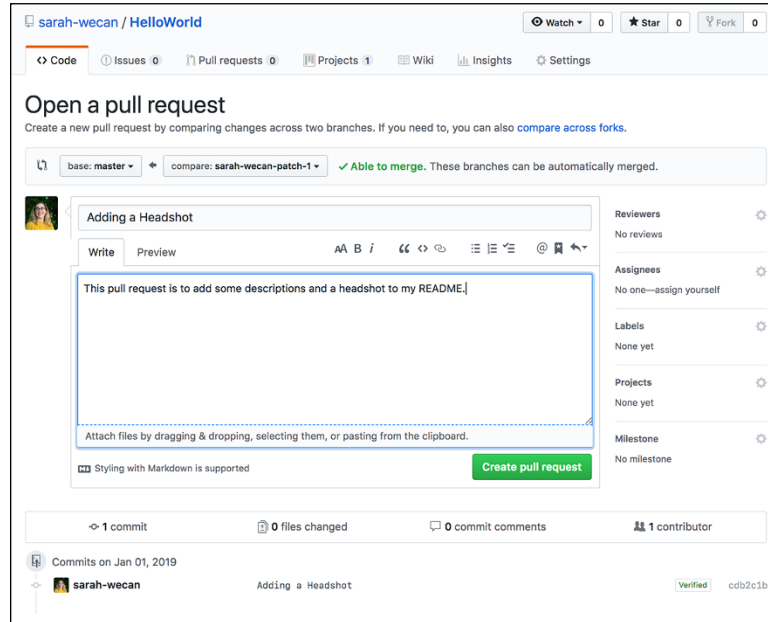 sarah-wecan / HelloWorld
Watch 0 Star 0 Fork 0
Code Issues 0 Pull requests 0 Projects 1 Wiki Insights Settings
Open a pull request
Create a new pull request by comparing changes across two branches. If you need to, you can also compare across forks.
base: master compare: sarah-wecan-patch-1 ✓ Able to merge. These branches can be automatically merged.
Adding a Headshot
Write Preview AA B i @
This pull request is to add some descriptions and a headshot to my README.
Attach files by dragging & dropping, selecting them, or pasting from the clipboard.
Styling with Markdown is supported
Create pull request
Reviewers
No reviews
Assignees
No one—assign yourself
Labels
None yet
Projects
None yet
Milestone
No milestone
1 commit 0 files changed 0 commit comments 1 contributor
Commits on Jan 01, 2019
sarah-wecan Adding a Headshot Verified cdb2c1b